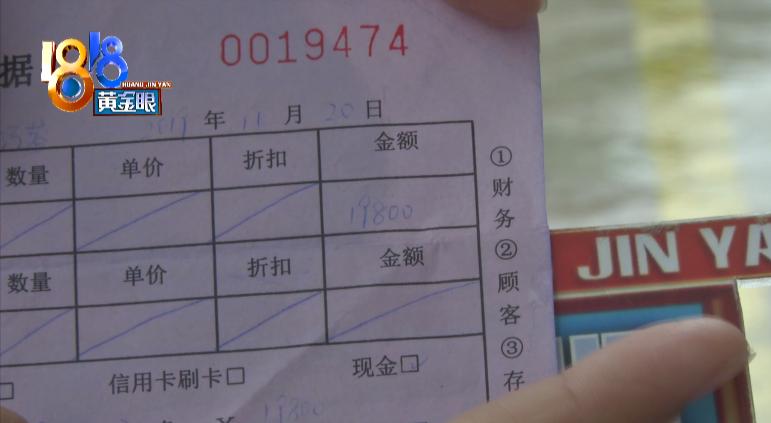 0019474
1818
HUANG JIN YAN
黄金眼
据
年 11 月 20 日
数量 单价 折扣 金额
19800
数量 单价 折扣 金额
信用卡刷卡□ 现金□
¥ 19800
①财务②顾客③存
JIN YA